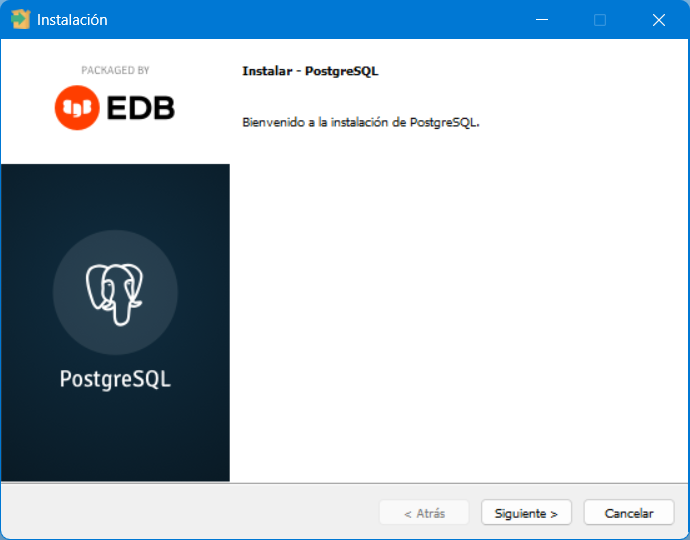 Instalación
PACKAGED BY
EDB
Instalar - PostgreSQL
Bienvenido a la instalación de PostgreSQL.
PostgreSQL
< Atrás
Siguiente >
Cancelar